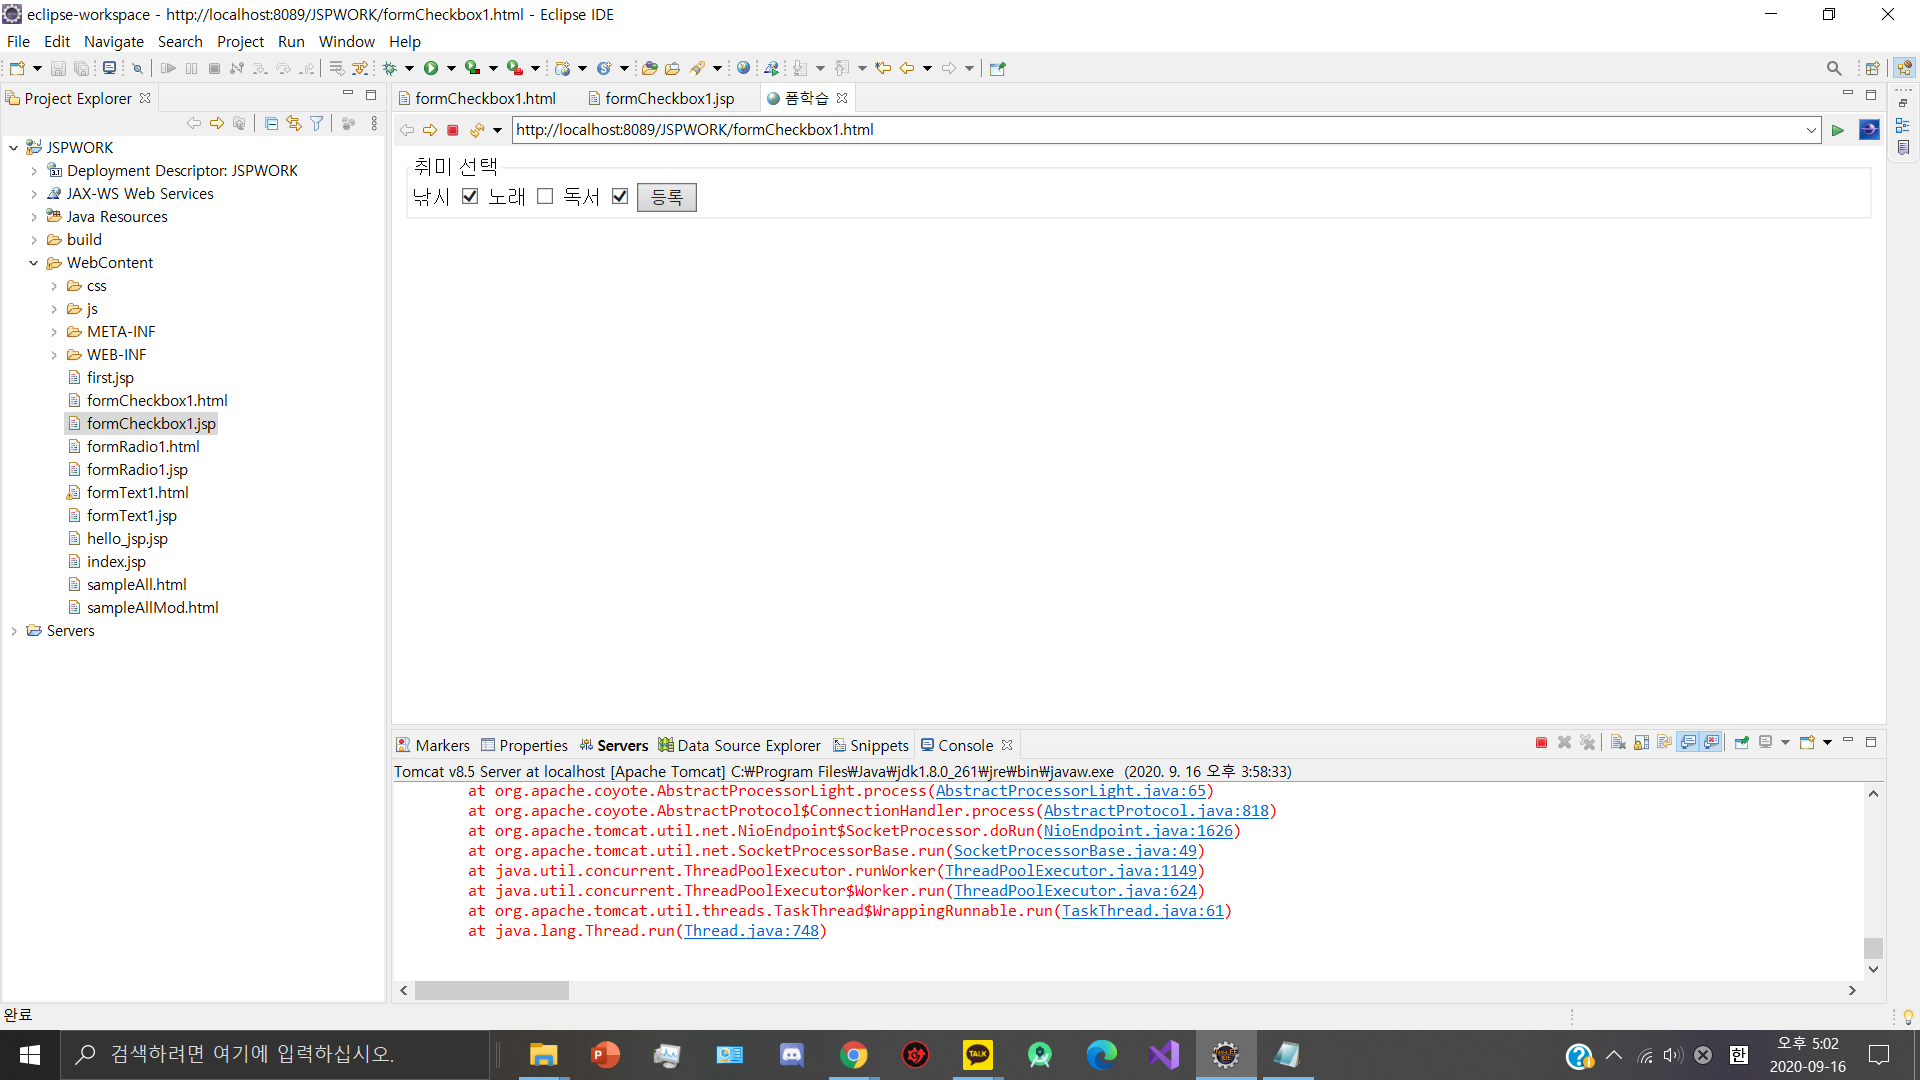 eclipse-workspace - http://localhost:8089/JSPWORK/formCheckbox1.html - Eclipse IDE
File Edit Navigate Search Project Run Window Help
Project Explorer
formCheckbox1.html
formCheckbox1.jsp
폼학습
http://localhost:8089/JSPWORK/formCheckbox1.html
JSPWORK
Deployment Descriptor: JSPWORK
JAX-WS Web Services
Java Resources
build
WebContent
css
js
META-INF
WEB-INF
first.jsp
formCheckbox1.html
formCheckbox1.jsp
formRadio1.html
formRadio1.jsp
formText1.html
formText1.jsp
hello_jsp.jsp
index.jsp
sampleAll.html
sampleAllMod.html
Servers
취미 선택
낚시 노래 독서 등록
Markers Properties Servers Data Source Explorer Snippets Console
Tomcat v8.5 Server at localhost [Apache Tomcat] C:₩Program Files₩Java₩jdk1.8.0_261₩jre₩bin₩javaw.exe (2020. 9. 16 오후 3:58:33)
at org.apache.coyote.AbstractProcessorLight.process(AbstractProcessorLight.java:65)
at org.apache.coyote.AbstractProtocol$ConnectionHandler.process(AbstractProtocol.java:818)
at org.apache.tomcat.util.net.NioEndpoint$SocketProcessor.doRun(NioEndpoint.java:1626)
at org.apache.tomcat.util.net.SocketProcessorBase.run(SocketProcessorBase.java:49)
at java.util.concurrent.ThreadPoolExecutor.runWorker(ThreadPoolExecutor.java:1149)
at java.util.concurrent.ThreadPoolExecutor$Worker.run(ThreadPoolExecutor.java:624)
at org.apache.tomcat.util.threads.TaskThread$WrappingRunnable.run(TaskThread.java:61)
at java.lang.Thread.run(Thread.java:748)
완료
검색하려면 여기에 입력하십시오.
TALK
한
오후 5:02
2020-09-16